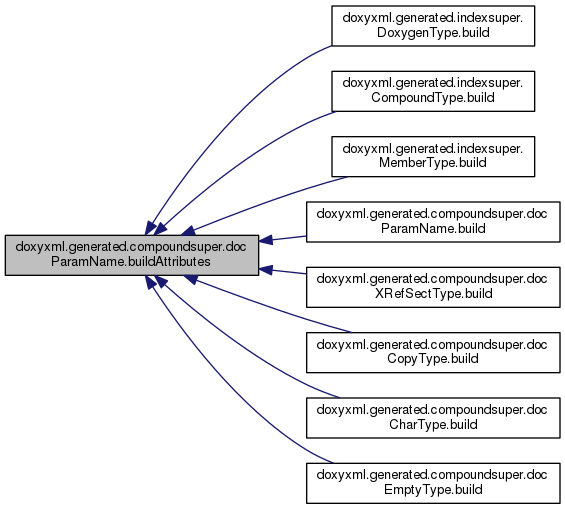 doxyxml.generated.indexsuper.
DoxygenType.build
doxyxml.generated.indexsuper.
CompoundType.build
doxyxml.generated.indexsuper.
MemberType.build
doxyxml.generated.compoundsuper.doc
ParamName.build
doxyxml.generated.compoundsuper.doc
ParamName.buildAttributes
doxyxml.generated.compoundsuper.doc
XRefSectType.build
doxyxml.generated.compoundsuper.doc
CopyType.build
doxyxml.generated.compoundsuper.doc
CharType.build
doxyxml.generated.compoundsuper.doc
EmptyType.build